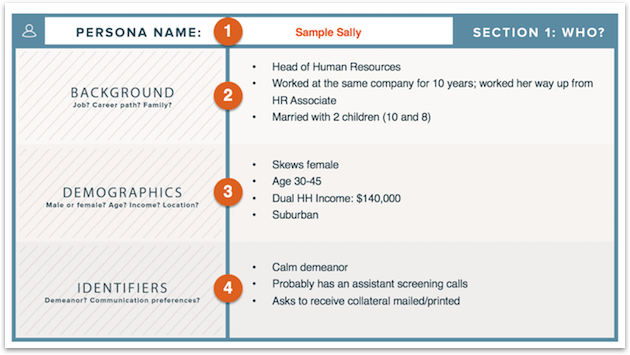 PERSONA NAME: 1 Sample Sally SECTION 1: WHO?
BACKGROUND
Job? Career path? Family?
2
• Head of Human Resources
• Worked at the same company for 10 years; worked her way up from
HR Associate
• Married with 2 children (10 and 8)
DEMOGRAPHICS
Male or female? Age? Income? Location?
3
• Skews female
• Age 30-45
• Dual HH Income: $140,000
• Suburban
IDENTIFIERS
Demeanor? Communication preferences?
4
• Calm demeanor
• Probably has an assistant screening calls
• Asks to receive collateral mailed/printed